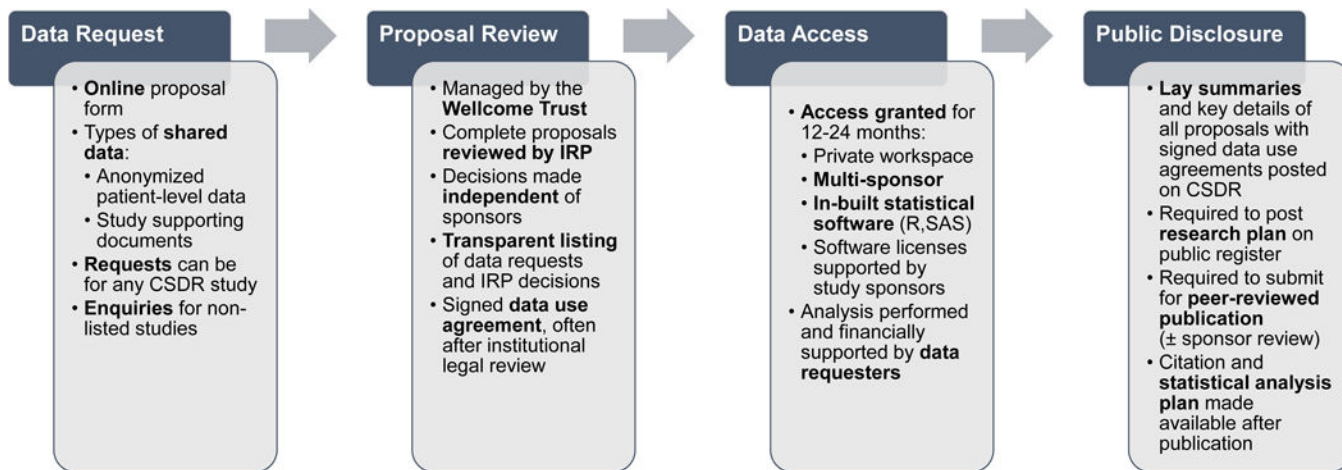 Data Request
• Online proposal
form
• Types of shared
data:
• Anonymized
patient-level data
• Study supporting
documents
• Requests can be
for any CSDR study
• Enquiries for non-
listed studies
Proposal Review
• Managed by the
Wellcome Trust
• Complete proposals
reviewed by IRP
• Decisions made
independent of
sponsors
• Transparent listing
of data requests
and IRP decisions
• Signed data use
agreement, often
after institutional
legal review
Data Access
• Access granted for
12-24 months:
• Private workspace
• Multi-sponsor
• In-built statistical
software (R,SAS)
• Software licenses
supported by
study sponsors
• Analysis performed
and financially
supported by data
requesters
Public Disclosure
• Lay summaries
and key details of
all proposals with
signed data use
agreements posted
on CSDR
• Required to post
research plan on
public register
• Required to submit
for peer-reviewed
publication
(± sponsor review)
• Citation and
statistical analysis
plan made
available after
publication